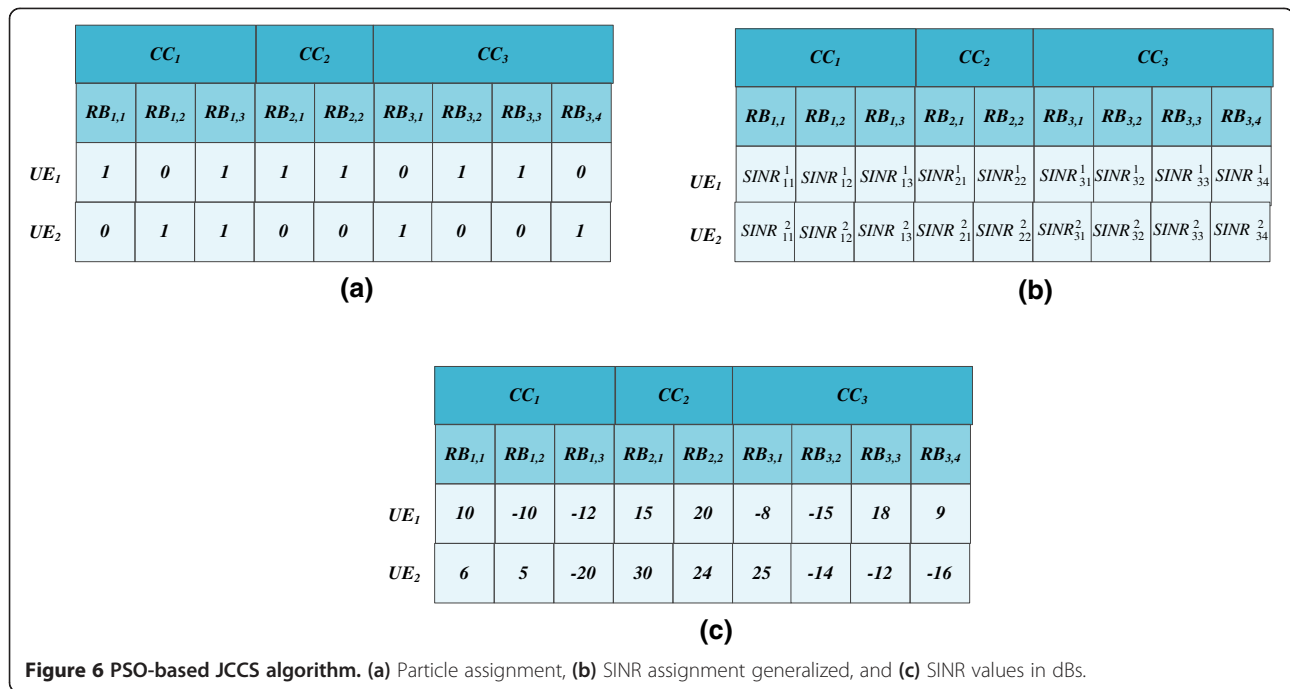 CC₁ CC₂ CC₃
RB₁,₁ RB₁,₂ RB₁,₃ RB₂,₁ RB₂,₂ RB₃,₁ RB₃,₂ RB₃,₃ RB₃,₄
UE₁ 1 0 1 1 1 0 1 1 0
UE₂ 0 1 1 0 0 1 0 0 1
(a)
CC₁ CC₂ CC₃
RB₁,₁ RB₁,₂ RB₁,₃ RB₂,₁ RB₂,₂ RB₃,₁ RB₃,₂ RB₃,₃ RB₃,₄
UE₁ SINR¹₁₁ SINR¹₁₂ SINR¹₁₃ SINR¹₂₁ SINR¹₂₂ SINR¹₃₁ SINR¹₃₂ SINR¹₃₃ SINR¹₃₄
UE₂ SINR²₁₁ SINR²₁₂ SINR²₁₃ SINR²₂₁ SINR²₂₂ SINR²₃₁ SINR²₃₂ SINR²₃₃ SINR²₃₄
(b)
CC₁ CC₂ CC₃
RB₁,₁ RB₁,₂ RB₁,₃ RB₂,₁ RB₂,₂ RB₃,₁ RB₃,₂ RB₃,₃ RB₃,₄
UE₁ 10 -10 -12 15 20 -8 -15 18 9
UE₂ 6 5 -20 30 24 25 -14 -12 -16
(c)
Figure 6 PSO-based JCCS algorithm. (a) Particle assignment, (b) SINR assignment generalized, and (c) SINR values in dBs.